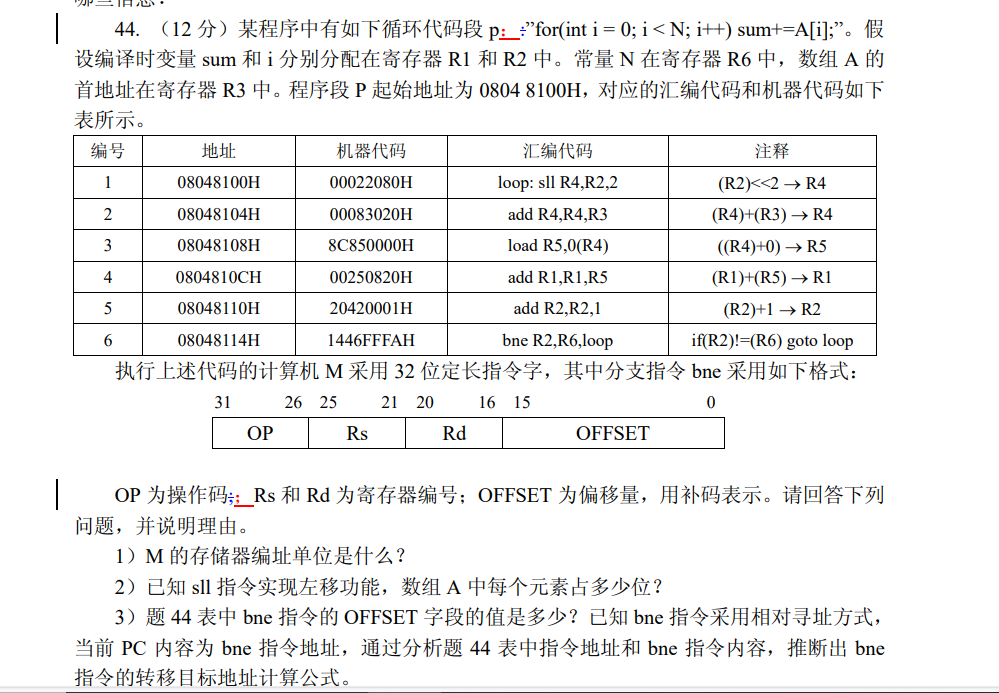 44. （12 分）某程序中有如下循环代码段 p：;”for(int i = 0; i < N; i++) sum+=A[i];”。假
设编译时变量 sum 和 i 分别分配在寄存器 R1 和 R2 中。常量 N 在寄存器 R6 中，数组 A 的
首地址在寄存器 R3 中。程序段 P 起始地址为 0804 8100H，对应的汇编代码和机器代码如下
表所示。
编号 地址 机器代码 汇编代码 注释
1 08048100H 00022080H loop: sll R4,R2,2 (R2)<<2 → R4
2 08048104H 00083020H add R4,R4,R3 (R4)+(R3) → R4
3 08048108H 8C850000H load R5,0(R4) ((R4)+0) → R5
4 0804810CH 00250820H add R1,R1,R5 (R1)+(R5) → R1
5 08048110H 20420001H add R2,R2,1 (R2)+1 → R2
6 08048114H 1446FFFAH bne R2,R6,loop if(R2)!=(R6) goto loop
执行上述代码的计算机 M 采用 32 位定长指令字，其中分支指令 bne 采用如下格式：
31 26 25 21 20 16 15 0
OP Rs Rd OFFSET
OP 为操作码;；Rs 和 Rd 为寄存器编号；OFFSET 为偏移量，用补码表示。请回答下列
问题，并说明理由。
1）M 的存储器编址单位是什么？
2）已知 sll 指令实现左移功能，数组 A 中每个元素占多少位？
3）题 44 表中 bne 指令的 OFFSET 字段的值是多少？已知 bne 指令采用相对寻址方式，
当前 PC 内容为 bne 指令地址，通过分析题 44 表中指令地址和 bne 指令内容，推断出 bne
指令的转移目标地址计算公式。